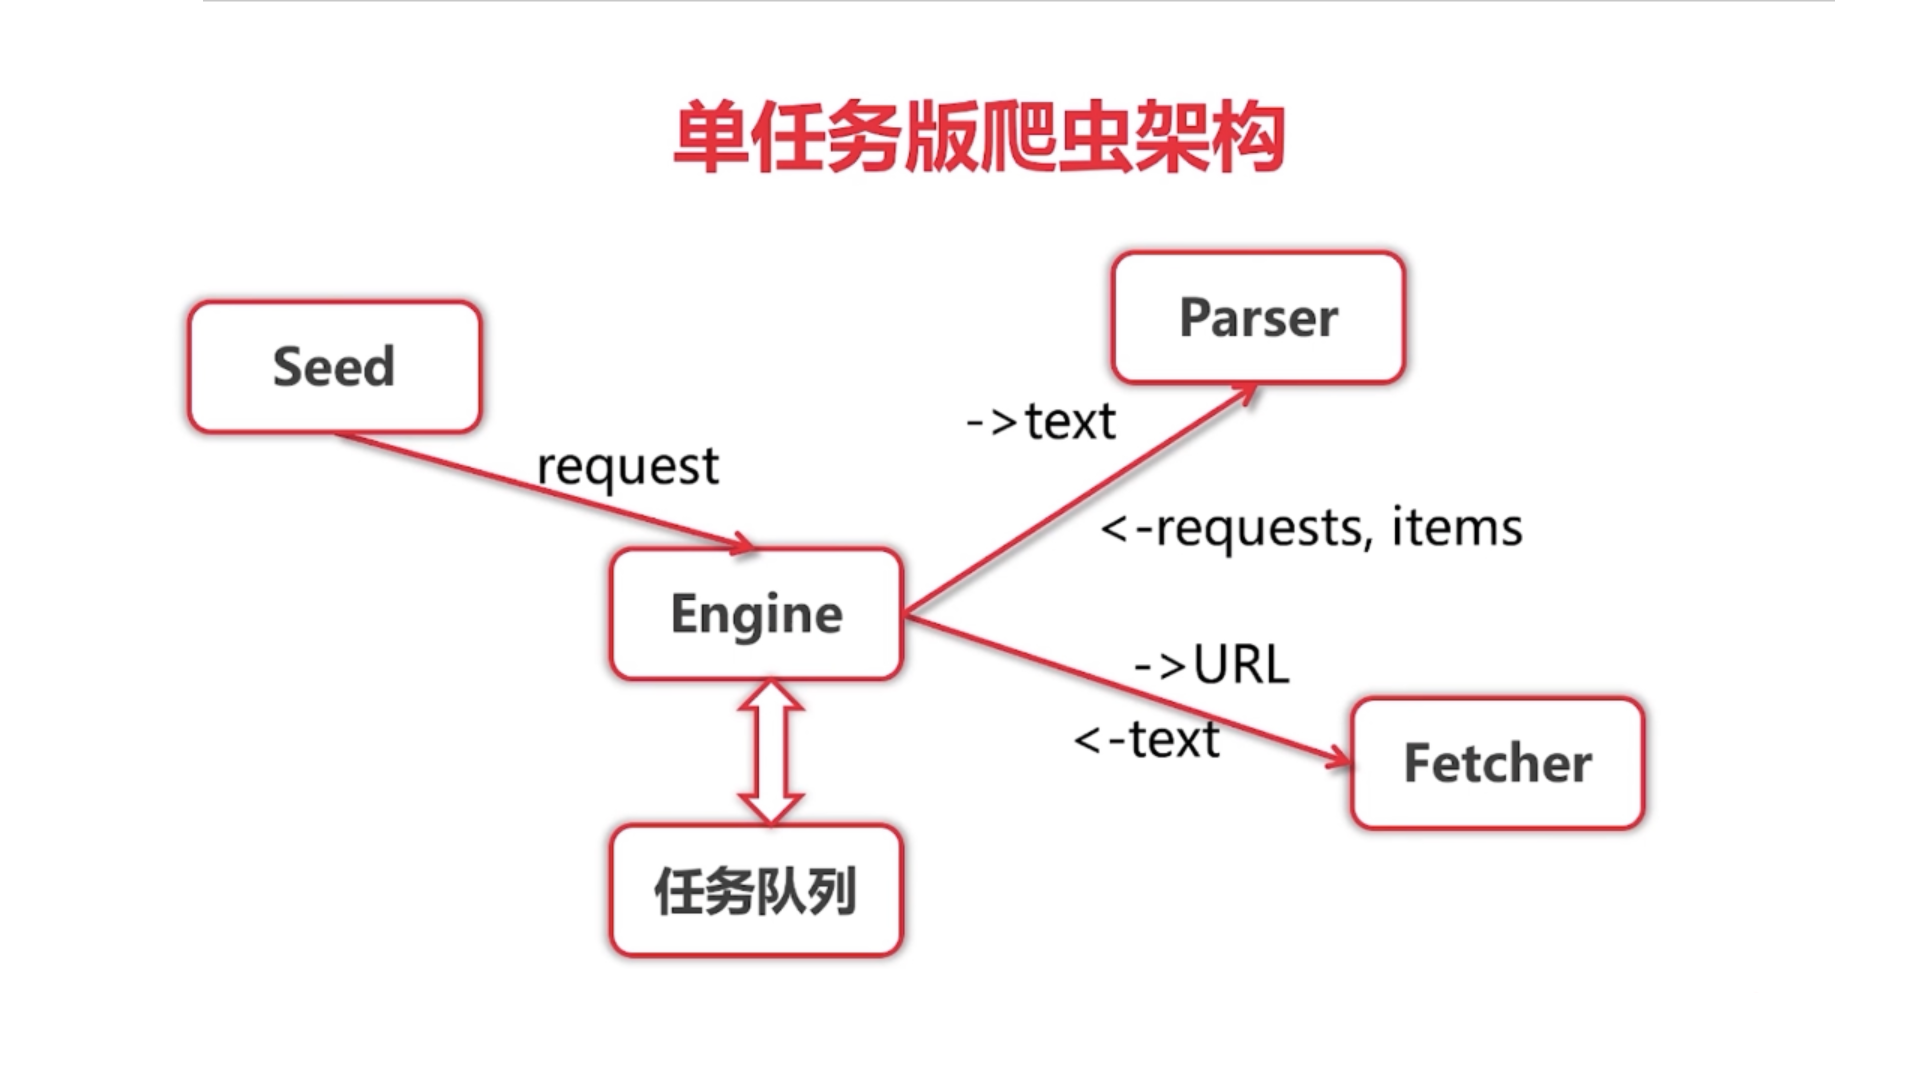 单任务版爬虫架构
Seed
Parser
->text
request
<-requests, items
Engine
->URL
<-text
Fetcher
任务队列